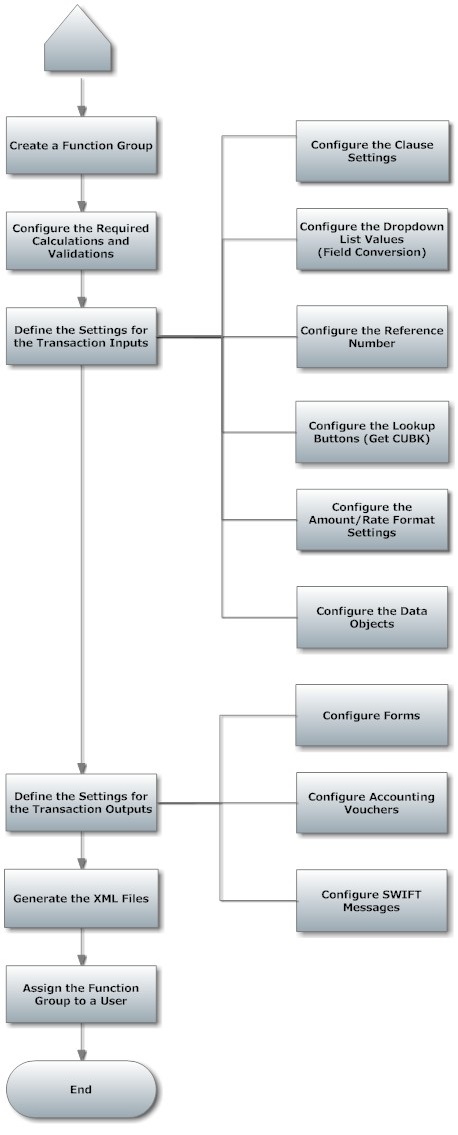 Create a Function Group
Configure the Required
Calculations and
Validations
Define the Settings for
the Transaction Inputs
Configure the Clause
Settings
Configure the Dropdown
List Values
(Field Conversion)
Configure the Reference
Number
Configure the Lookup
Buttons (Get CUBK)
Configure the
Amount/Rate Format
Settings
Configure the Data
Objects
Define the Settings for
the Transaction Outputs
Configure Forms
Configure Accounting
Vouchers
Configure SWIFT
Messages
Generate the XML Files
Assign the Function
Group to a User
End